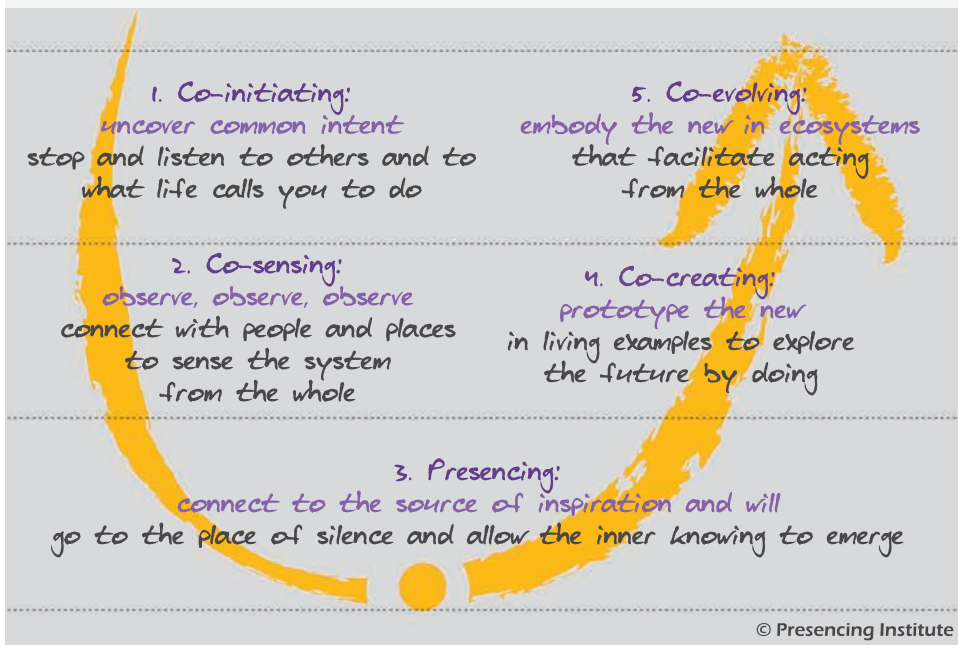 1. Co-initiating:
uncover common intent
stop and listen to others and to
what life calls you to do
2. Co-sensing:
observe, observe, observe
connect with people and places
to sense the system
from the whole
3. Presencing:
connect to the source of inspiration and will
go to the place of silence and allow the inner knowing to emerge
4. Co-creating:
prototype the new
in living examples to explore
the future by doing
5. Co-evolving:
embody the new in ecosystems
that facilitate acting
from the whole
© Presencing Institute